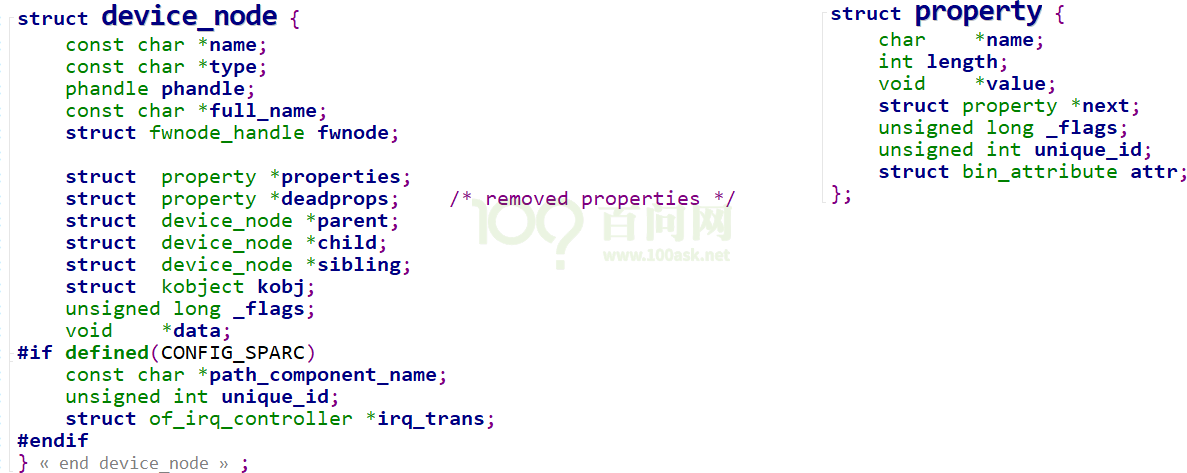 struct device_node {
    const char *name;
    const char *type;
    phandle phandle;
    const char *full_name;
    struct fwnode_handle fwnode;

    struct  property *properties;
    struct  property *deadprops;    /* removed properties */
    struct  device_node *parent;
    struct  device_node *child;
    struct  device_node *sibling;
    struct  kobject kobj;
    unsigned long _flags;
    void    *data;
#if defined(CONFIG_SPARC)
    const char *path_component_name;
    unsigned int unique_id;
    struct of_irq_controller *irq_trans;
#endif
} « end device_node » ;
struct property {
    char    *name;
    int length;
    void    *value;
    struct property *next;
    unsigned long _flags;
    unsigned int unique_id;
    struct bin_attribute attr;
};
100? 百问网
www.100ask.net